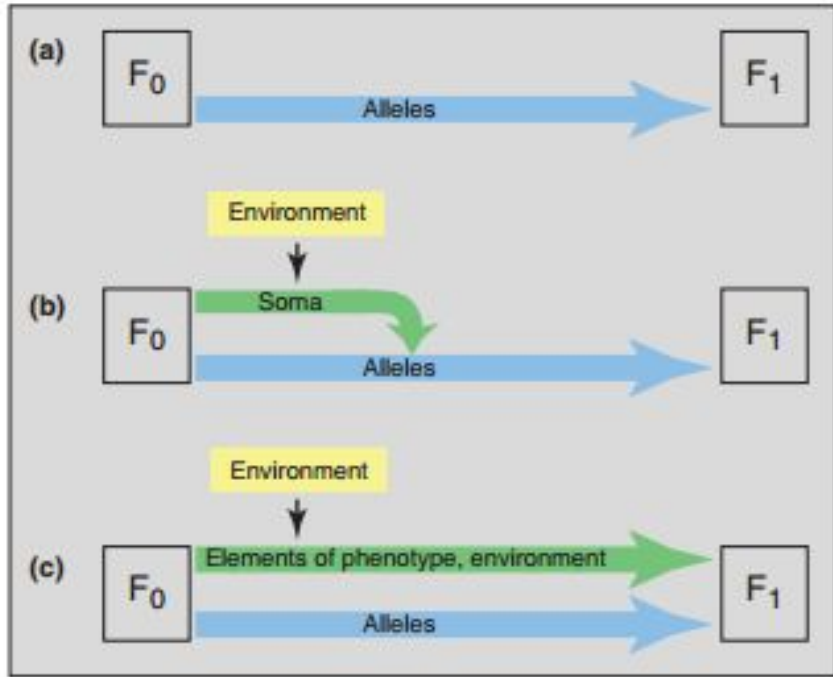 (a)
F₀
Alleles
F₁
Environment
(b)
F₀
Soma
Alleles
F₁
Environment
(c)
F₀
Elements of phenotype, environment
Alleles
F₁